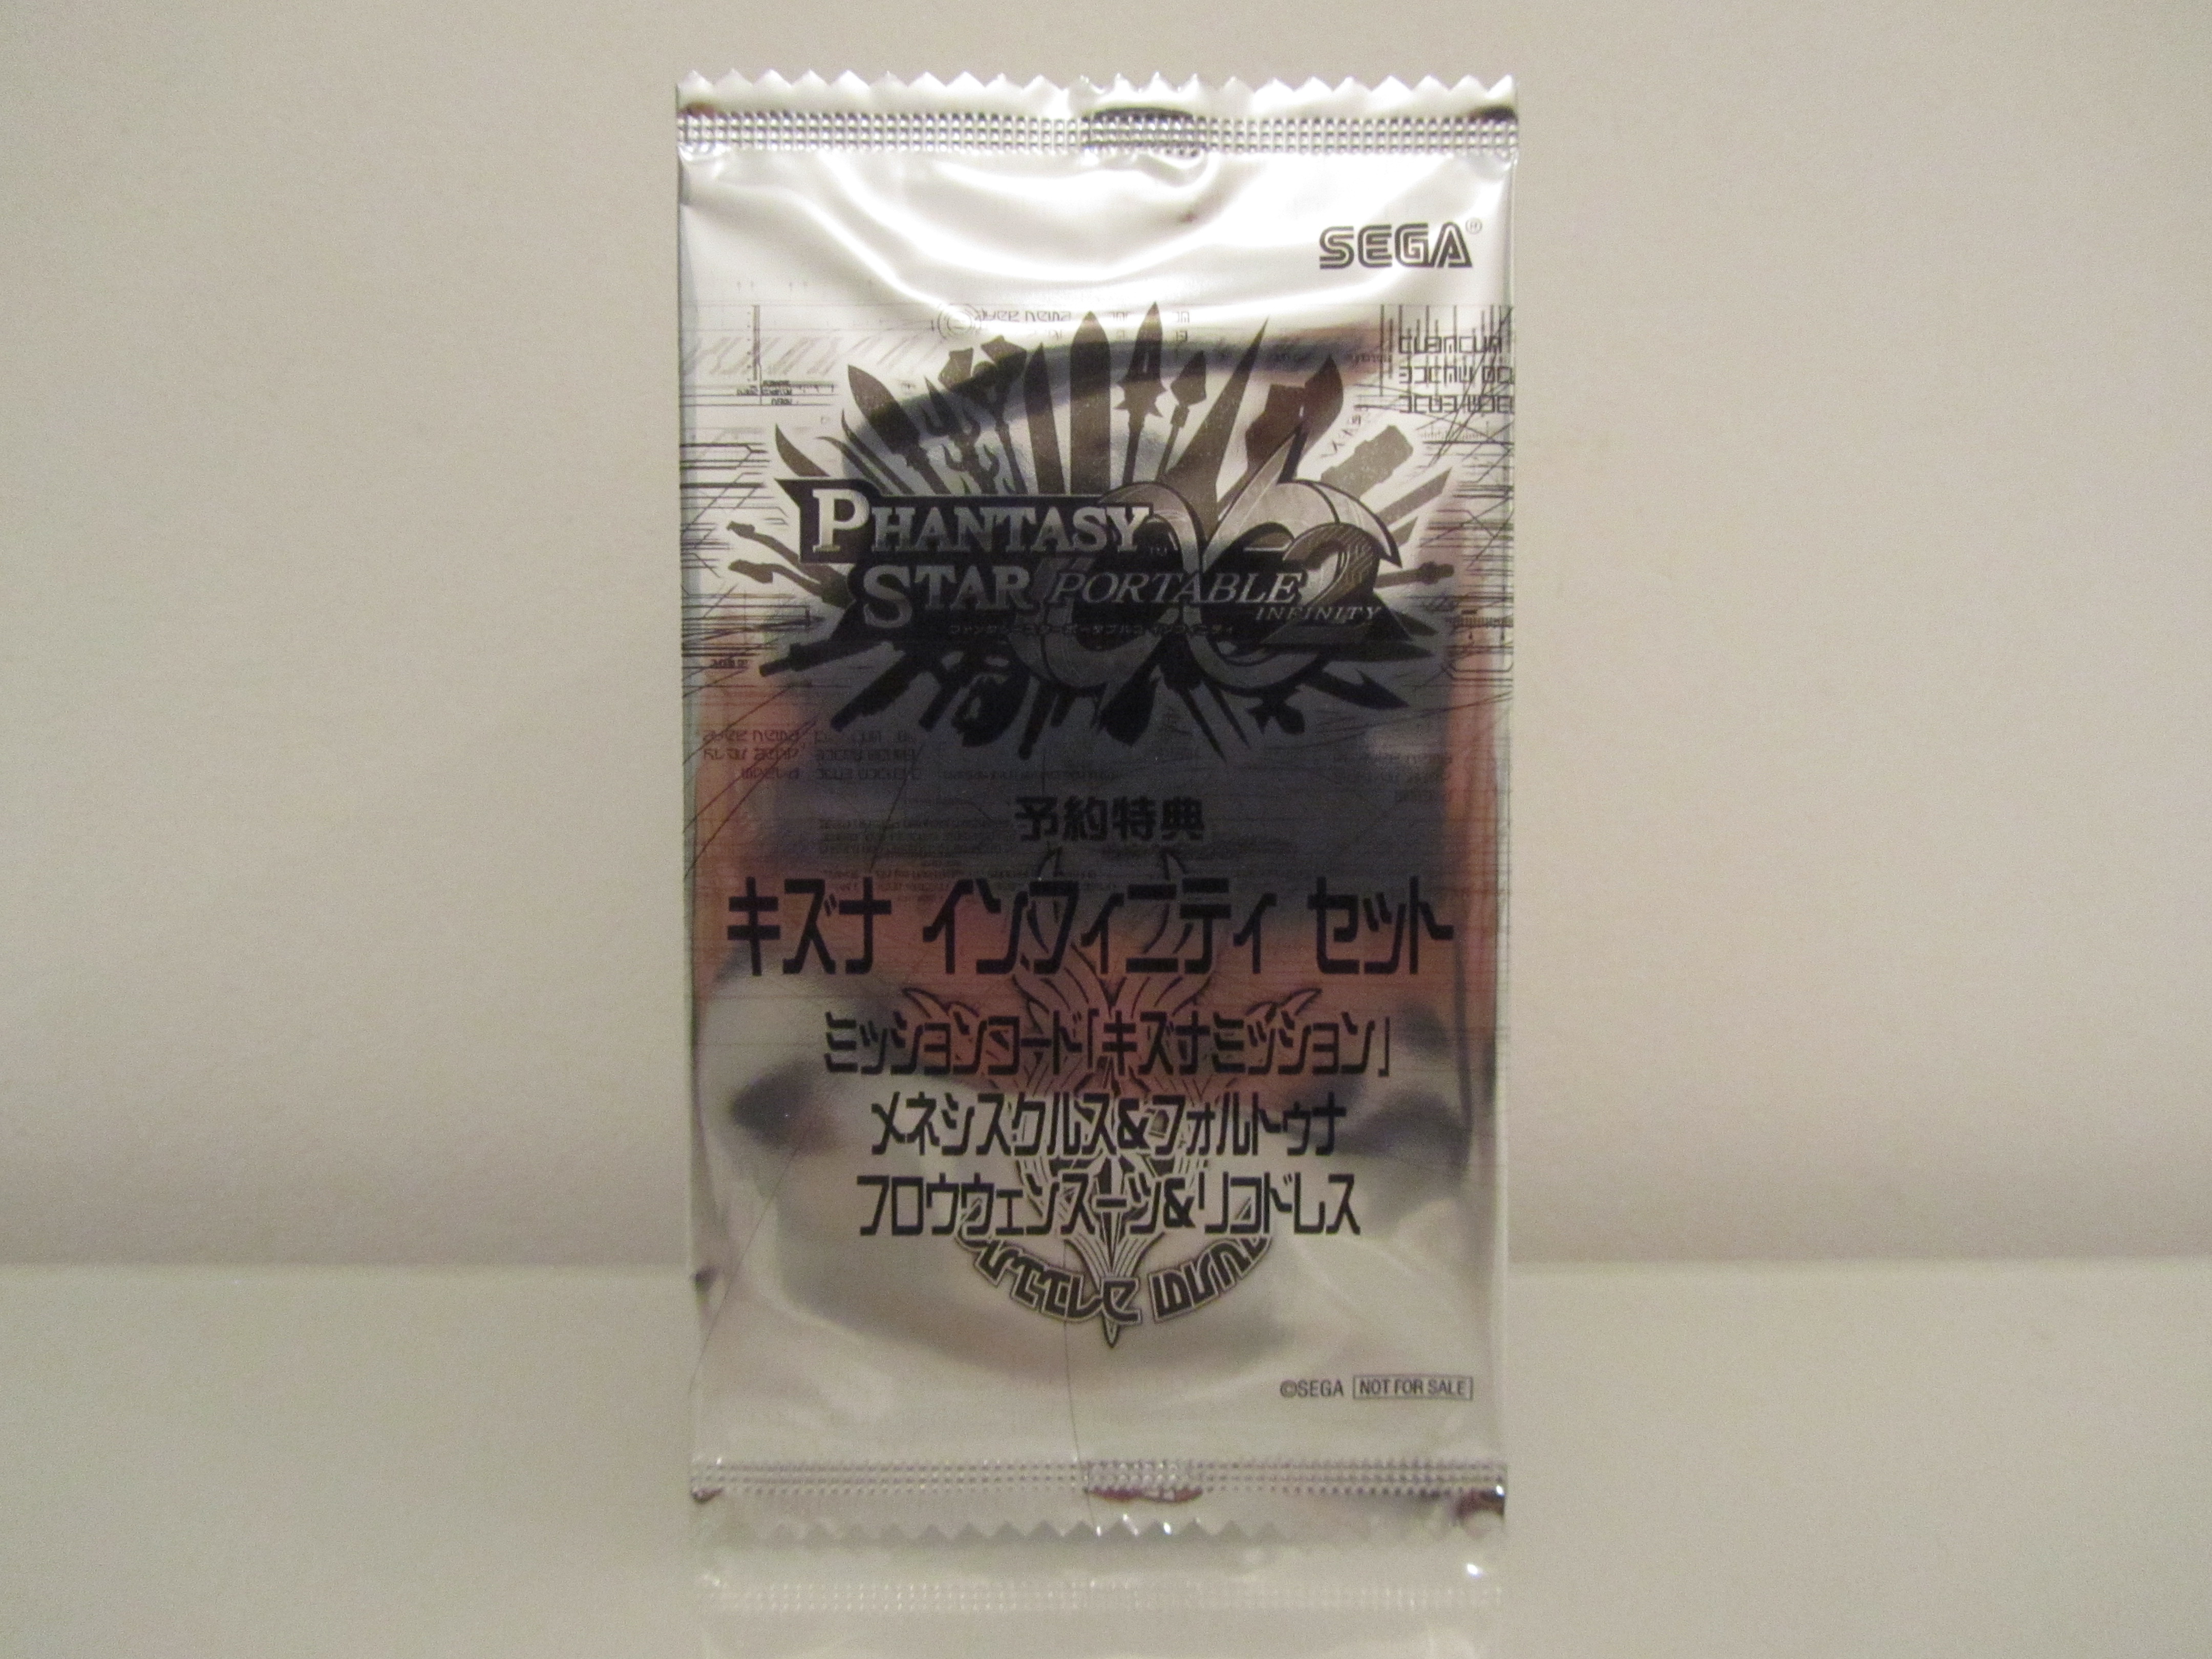 SEGA®
PHANTASY™
STAR PORTABLE 2
INFINITY
予約特典
キズナ インフィニティ セット
ミッションコード「キズナミッション」
メネシスクルス&フォルトゥナ
フロウウェンスーツ&リコドレス
©SEGA NOT FOR SALE